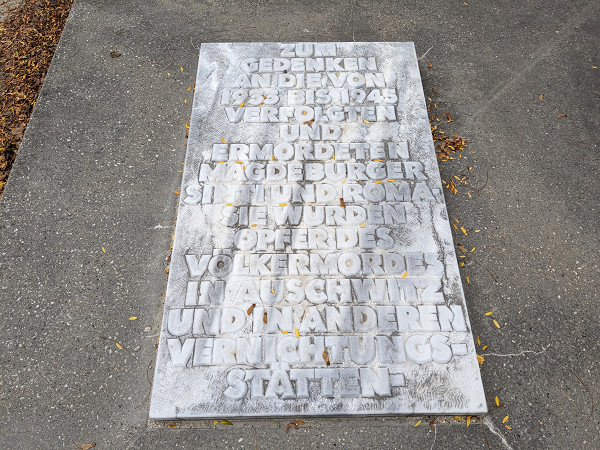 ZUM
GEDENKEN
AN DIE VON
1933 BIS 1945
VERFOLGTEN
UND
ERMORDETEN
MAGDEBURGER
SINTI UND ROMA
SIE WURDEN
OPFER DES
VÖLKERMORDES
IN AUSCHWITZ
UND IN ANDEREN
VERNICHTUNGS-
STÄTTEN-